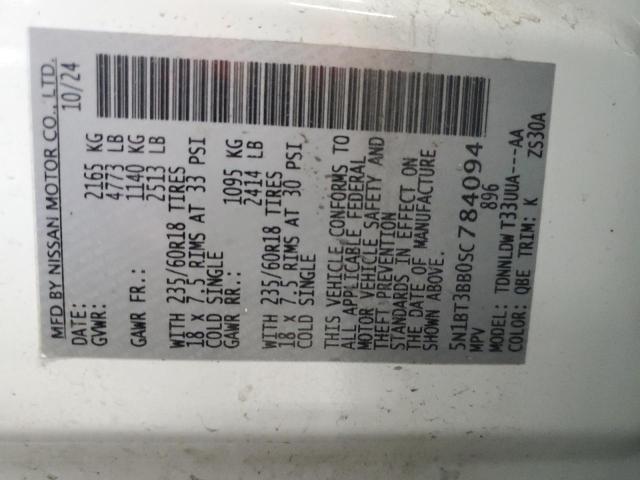 MFD BY NISSAN MOTOR CO., LTD.
DATE: 10/24
GVWR: 2165 KG
4773 LB
GAWR FR.: 1140 KG
2513 LB
WITH 235/60R18 TIRES
18 X 7.5 RIMS AT 33 PSI
COLD SINGLE
GAWR RR.: 1095 KG
2414 LB
WITH 235/60R18 TIRES
18 X 7.5 RIMS AT 30 PSI
COLD SINGLE
THIS VEHICLE CONFORMS TO
ALL APPLICABLE FEDERAL
MOTOR VEHICLE SAFETY AND
THEFT PREVENTION
STANDARDS IN EFFECT ON
THE DATE OF MANUFACTURE
SHOWN ABOVE.
5N1BT3BB0SC784094
MPV 896
MODEL: TDNNLDW T33UUA---AA
COLOR: QBE TRIM: K ZS30A